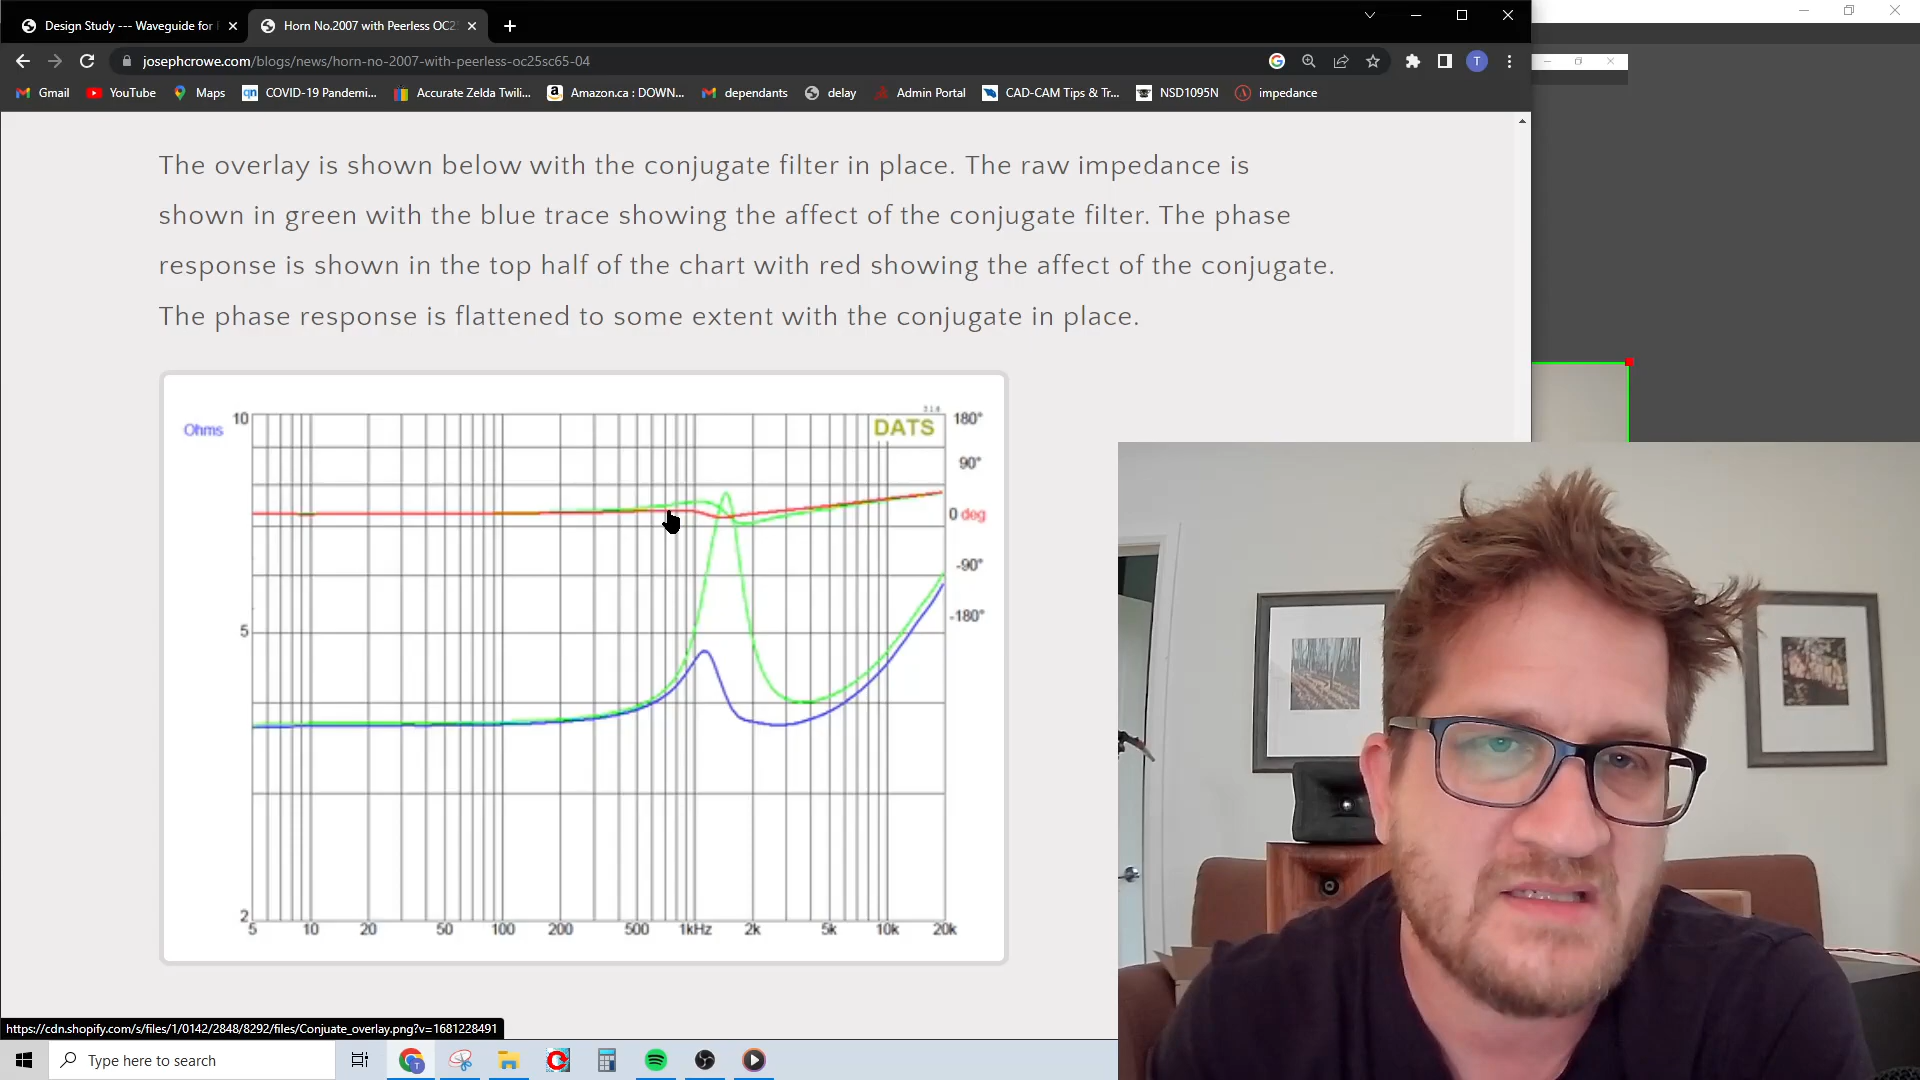 Design Study --- Waveguide for
Horn No.2007 with Peerless OC2
josephcrowe.com/blogs/news/horn-no-2007-with-peerless-oc25sc65-04
T
Gmail
YouTube
Maps
qn
COVID-19 Pandemi...
Accurate Zelda Twili...
Amazon.ca : DOWN...
dependants
delay
Admin Portal
CAD-CAM Tips & Tr...
NSD1095N
impedance
The overlay is shown below with the conjugate filter in place. The raw impedance is
shown in green with the blue trace showing the affect of the conjugate filter. The phase
response is shown in the top half of the chart with red showing the affect of the conjugate.
The phase response is flattened to some extent with the conjugate in place.
Ohms
10
DATS
180°
90°
0 deg
-90°
5
-180°
2
5 10 20 50 100 200 500 1kHz 2k 5k 10k 20k
https://cdn.shopify.com/s/files/1/0142/2848/8292/files/Conjuate_overlay.png?v=1681228491
Type here to search